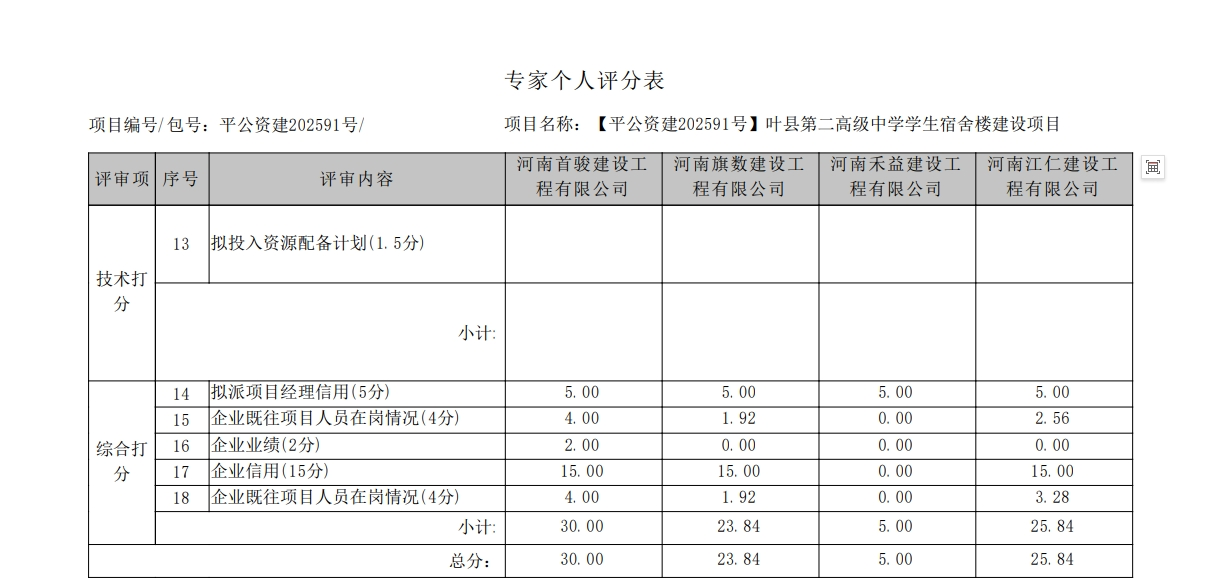 专家个人评分表
项目编号/包号：平公资建202591号/ 项目名称：【平公资建202591号】叶县第二高级中学学生宿舍楼建设项目
评审项 序号 评审内容 河南首骏建设工程有限公司 河南旗数建设工程有限公司 河南禾益建设工程有限公司 河南江仁建设工程有限公司
技术打分
13 拟投入资源配备计划(1.5分)
小计:
综合打分
14 拟派项目经理信用(5分) 5.00 5.00 5.00 5.00
15 企业既往项目人员在岗情况(4分) 4.00 1.92 0.00 2.56
16 企业业绩(2分) 2.00 0.00 0.00 0.00
17 企业信用(15分) 15.00 15.00 0.00 15.00
18 企业既往项目人员在岗情况(4分) 4.00 1.92 0.00 3.28
小计: 30.00 23.84 5.00 25.84
总分: 30.00 23.84 5.00 25.84